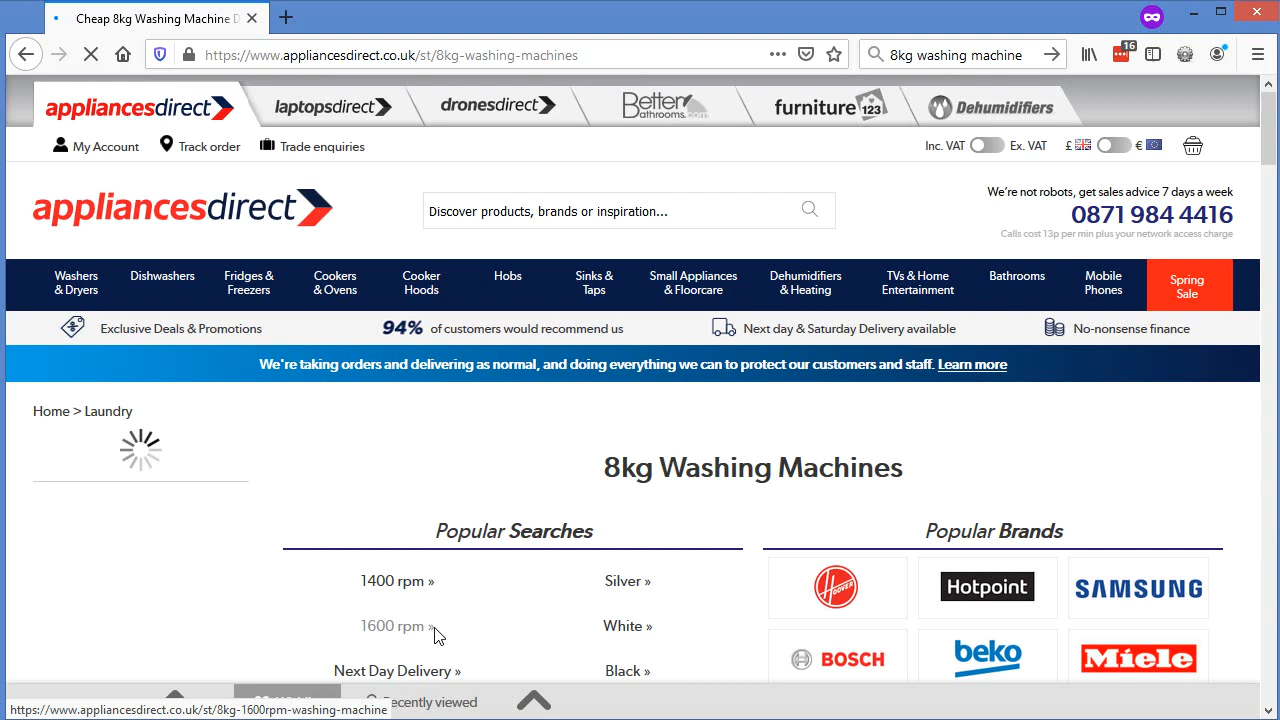 Cheap 8kg Washing Machine D
https://www.appliancesdirect.co.uk/st/8kg-washing-machines
8kg washing machine
16
appliancesdirect
laptopsdirect
dronesdirect
Better Bathrooms
furniture 123
Dehumidifiers
My Account
Track order
Trade enquiries
Inc. VAT
Ex. VAT
£
€
appliancesdirect
Discover products, brands or inspiration...
We're not robots, get sales advice 7 days a week
0871 984 4416
Calls cost 13p per min plus your network access charge
Washers & Dryers
Dishwashers
Fridges & Freezers
Cookers & Ovens
Cooker Hoods
Hobs
Sinks & Taps
Small Appliances & Floorcare
Dehumidifiers & Heating
TVs & Home Entertainment
Bathrooms
Mobile Phones
Spring Sale
Exclusive Deals & Promotions
94% of customers would recommend us
Next day & Saturday Delivery available
No-nonsense finance
We're taking orders and delivering as normal, and doing everything we can to protect our customers and staff. Learn more
Home > Laundry
8kg Washing Machines
Popular Searches
Popular Brands
1400 rpm »
Silver »
HOOVER
Hotpoint
SAMSUNG
1600 rpm »
White »
Next Day Delivery »
Black »
BOSCH
beko
Miele
Recently viewed
https://www.appliancesdirect.co.uk/st/8kg-1600rpm-washing-machine